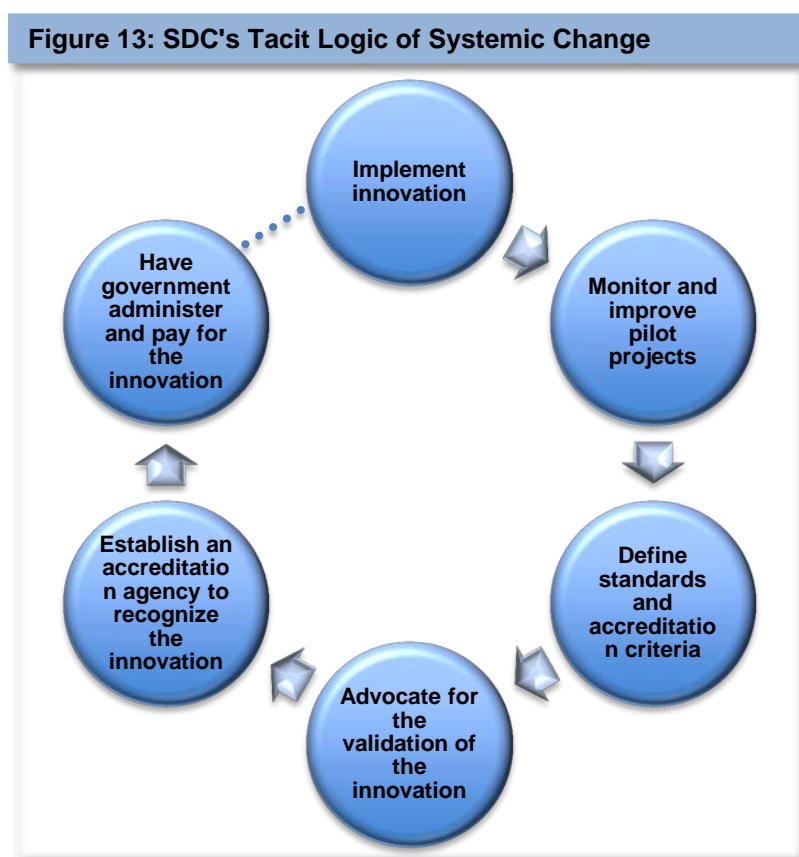 Figure 13: SDC's Tacit Logic of Systemic Change
Implement
innovation
Monitor and
improve
pilot
projects
Define
standards
and
accreditatio
n criteria
Advocate for
the
validation of
the
innovation
Establish an
accreditatio
n agency to
recognize
the
innovation
Have
government
administer
and pay for
the
innovation